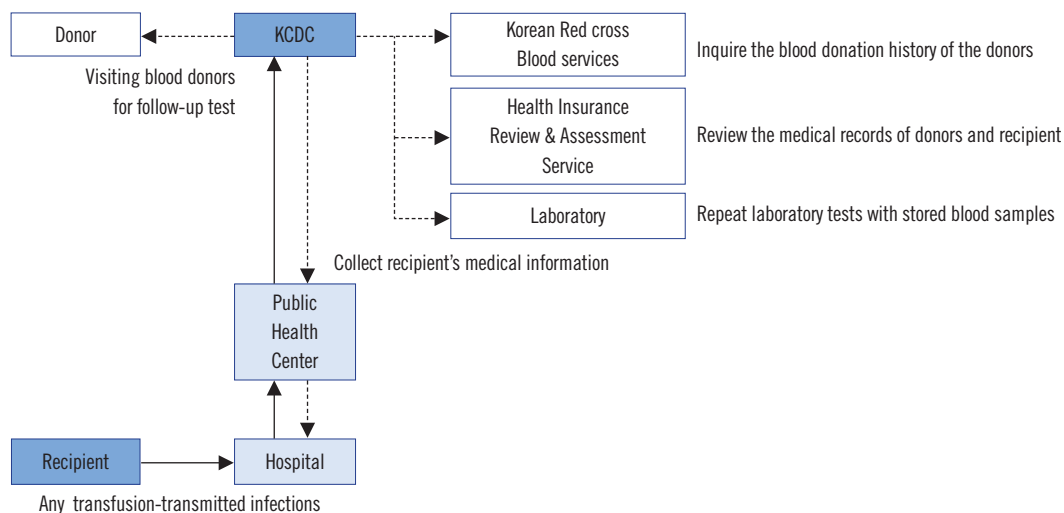 Donor
KCDC
Korean Red cross
Blood services
Inquire the blood donation history of the donors
Visiting blood donors
for follow-up test
Health Insurance
Review & Assessment
Service
Review the medical records of donors and recipient
Laboratory
Repeat laboratory tests with stored blood samples
Collect recipient's medical information
Public
Health
Center
Recipient
Hospital
Any transfusion-transmitted infections